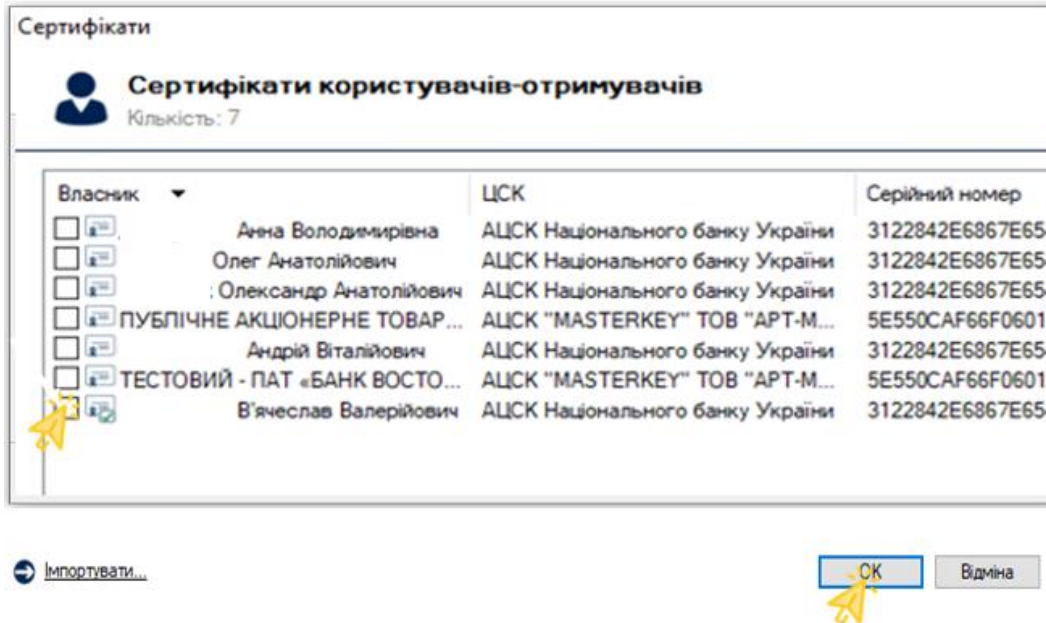 Сертифікати
Сертифікати користувачів-отримувачів
Кількість: 7
Власник ЦСК Серійний номер
Анна Володимирівна АЦСК Національного банку України 3122842E6867E65
Олег Анатолійович АЦСК Національного банку України 3122842E6867E65
Олександр Анатолійович АЦСК Національного банку України 3122842E6867E65
ПУБЛІЧНЕ АКЦІОНЕРНЕ ТОВАР... АЦСК "MASTERKEY" ТОВ "АРТ-М... 5E550CAF66F0601
Андрій Віталійович АЦСК Національного банку України 3122842E6867E65
ТЕСТОВИЙ - ПАТ «БАНК ВОСТО... АЦСК "MASTERKEY" ТОВ "АРТ-М... 5E550CAF66F0601
В'ячеслав Валерійович АЦСК Національного банку України 3122842E6867E65
Імпортувати... OK Відміна